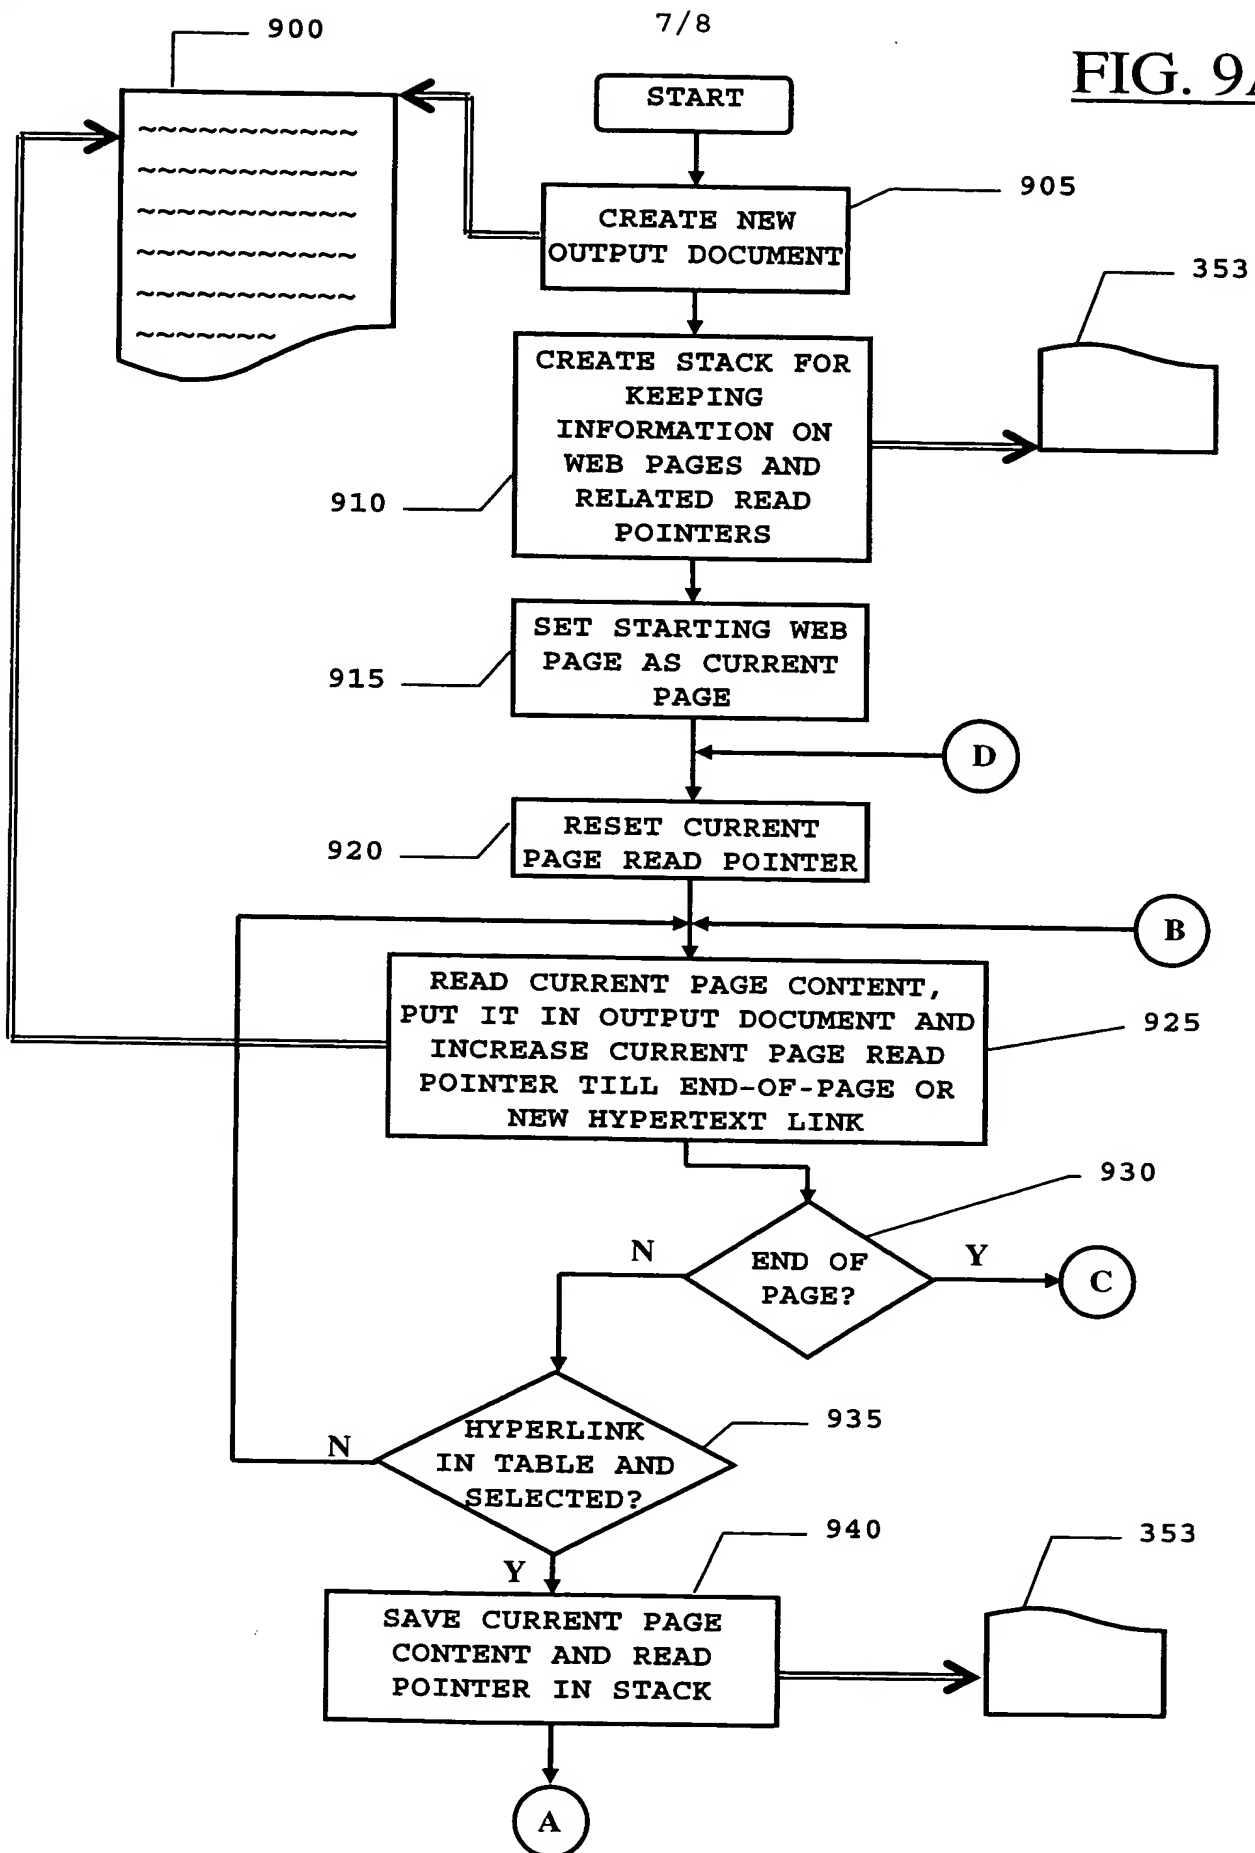 7/8
900
FIG. 9A
START
905
CREATE NEW
OUTPUT DOCUMENT
353
~~~~~~~~~~~
~~~~~~~~~~~
~~~~~~~~~~~
~~~~~~~~~~~
~~~~~~~~~~~
~~~~~~~
CREATE STACK FOR
KEEPING
INFORMATION ON
WEB PAGES AND
RELATED READ
POINTERS
910
SET STARTING WEB
PAGE AS CURRENT
PAGE
915
D
RESET CURRENT
PAGE READ POINTER
920
B
READ CURRENT PAGE CONTENT,
PUT IT IN OUTPUT DOCUMENT AND
INCREASE CURRENT PAGE READ
POINTER TILL END-OF-PAGE OR
NEW HYPERTEXT LINK
925
930
N
END OF
PAGE?
Y
C
935
N
HYPERLINK
IN TABLE AND
SELECTED?
Y
940
353
SAVE CURRENT PAGE
CONTENT AND READ
POINTER IN STACK
A